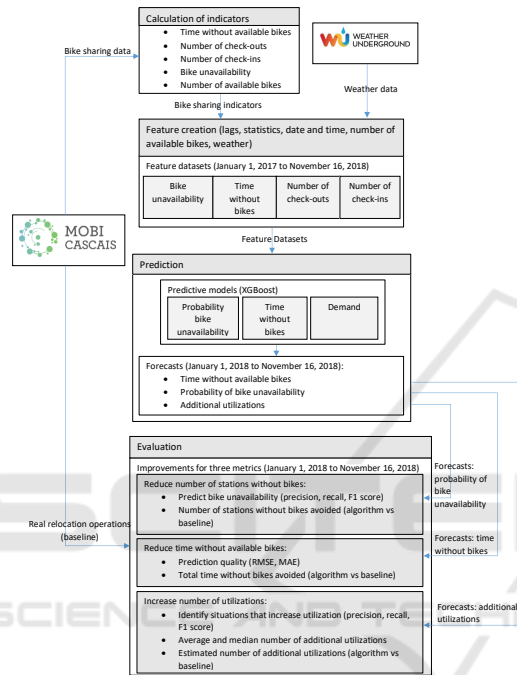 Calculation of indicators
• Time without available bikes
• Number of check-outs
• Number of check-ins
• Bike unavailability
• Number of available bikes
Bike sharing data
WU WEATHER
UNDERGROUND
Weather data
Bike sharing indicators
Feature creation (lags, statistics, date and time, number of
available bikes, weather)
Feature datasets (January 1, 2017 to November 16, 2018)
Bike
unavailability
Time
without
bikes
Number of
check-outs
Number of
check-ins
MOBI
CASCAIS
Feature Datasets
Prediction
Predictive models (XGBoost)
Probability
bike
unavailability
Time
without
bikes
Demand
Forecasts (January 1, 2018 to November 16, 2018):
• Time without available bikes
• Probability of bike unavailability
• Additional utilizations
Evaluation
Improvements for three metrics (January 1, 2018 to November 16, 2018)
Reduce number of stations without bikes:
• Predict bike unavailability (precision, recall, F1 score)
• Number of stations without bikes avoided (algorithm vs
baseline)
Forecasts:
probability of
bike
unavailability
Real relocation operations
(baseline)
Reduce time without available bikes:
• Prediction quality (RMSE, MAE)
• Total time without bikes avoided (algorithm vs baseline)
Forecasts: time
without bikes
Increase number of utilizations:
• Identify situations that increase utilization (precision, recall,
F1 score)
• Average and median number of additional utilizations
• Estimated number of additional utilizations (algorithm vs
baseline)
Forecasts: additional
utilizations
SCIENCE AND TECH